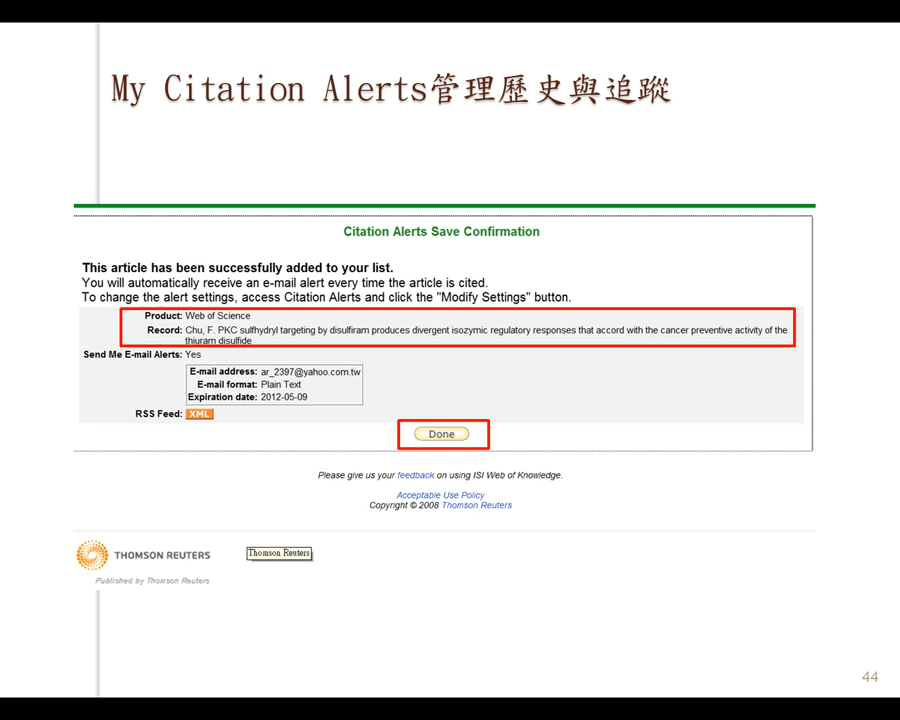 My Citation Alerts管理歷史與追蹤
Citation Alerts Save Confirmation
This article has been successfully added to your list.
You will automatically receive an e-mail alert every time the article is cited.
To change the alert settings, access Citation Alerts and click the "Modify Settings" button.
Product: Web of Science
Record: Chu, F. PKC sulfhydryl targeting by disulfiram produces divergent isozymic regulatory responses that accord with the cancer preventive activity of the
thiuram disulfide
Send Me E-mail Alerts: Yes
E-mail address: ar_2397@yahoo.com.tw
E-mail format: Plain Text
Expiration date: 2012-05-09
RSS Feed: XML
Done
Please give us your feedback on using ISI Web of Knowledge.
Acceptable Use Policy
Copyright © 2008 Thomson Reuters
THOMSON REUTERS
Thomson Reuters
Published by Thomson Reuters
44